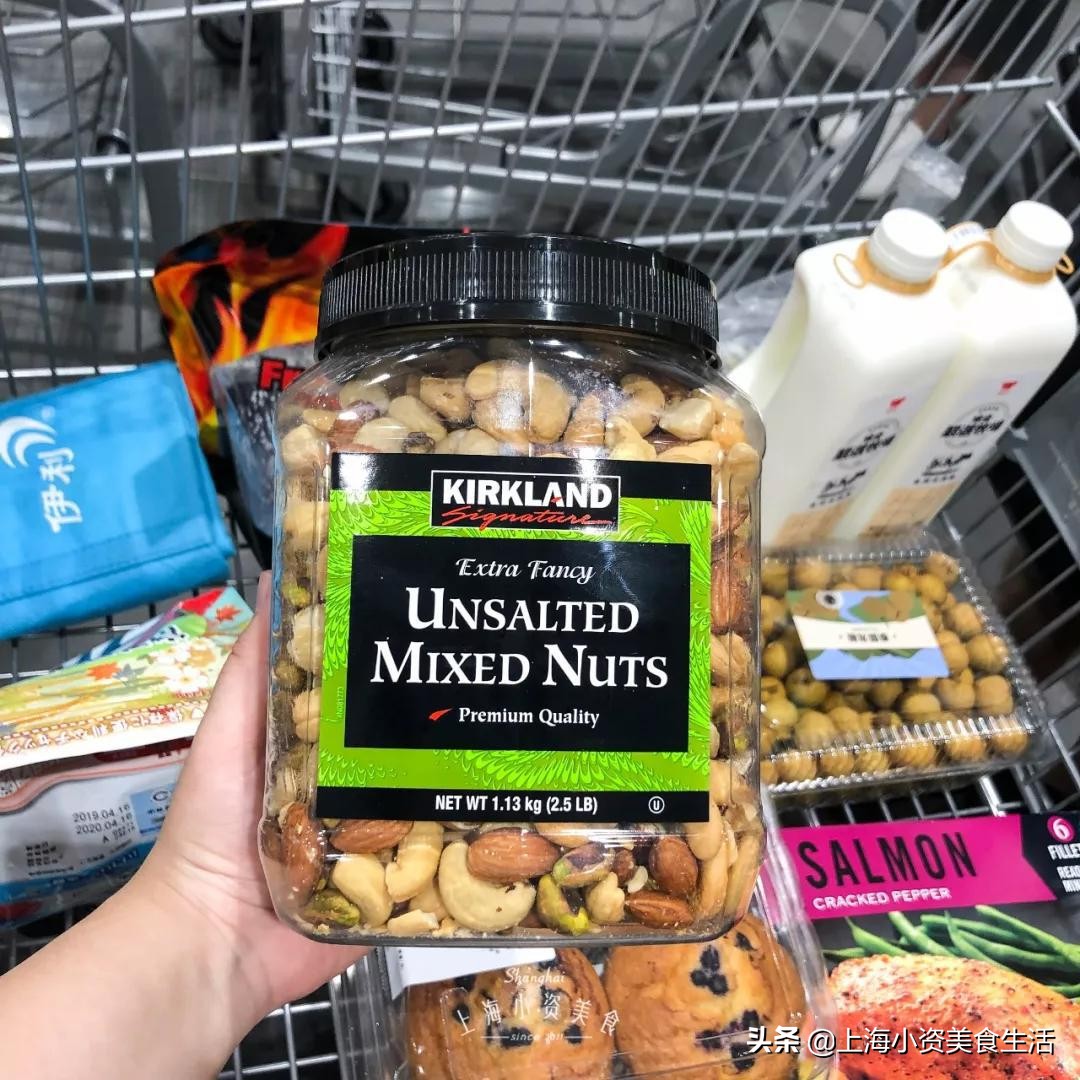 KIRKLAND
Signature
Extra Fancy
UNSALTED
MIXED NUTS
Premium Quality
NET WT 1.13 kg (2.5 LB)
U
伊利
2019.04.16
2020.04.16
SALMON
CRACKED PEPPER
6
Shanghai
上海小资美食
since 2011
头条 @上海小资美食生活